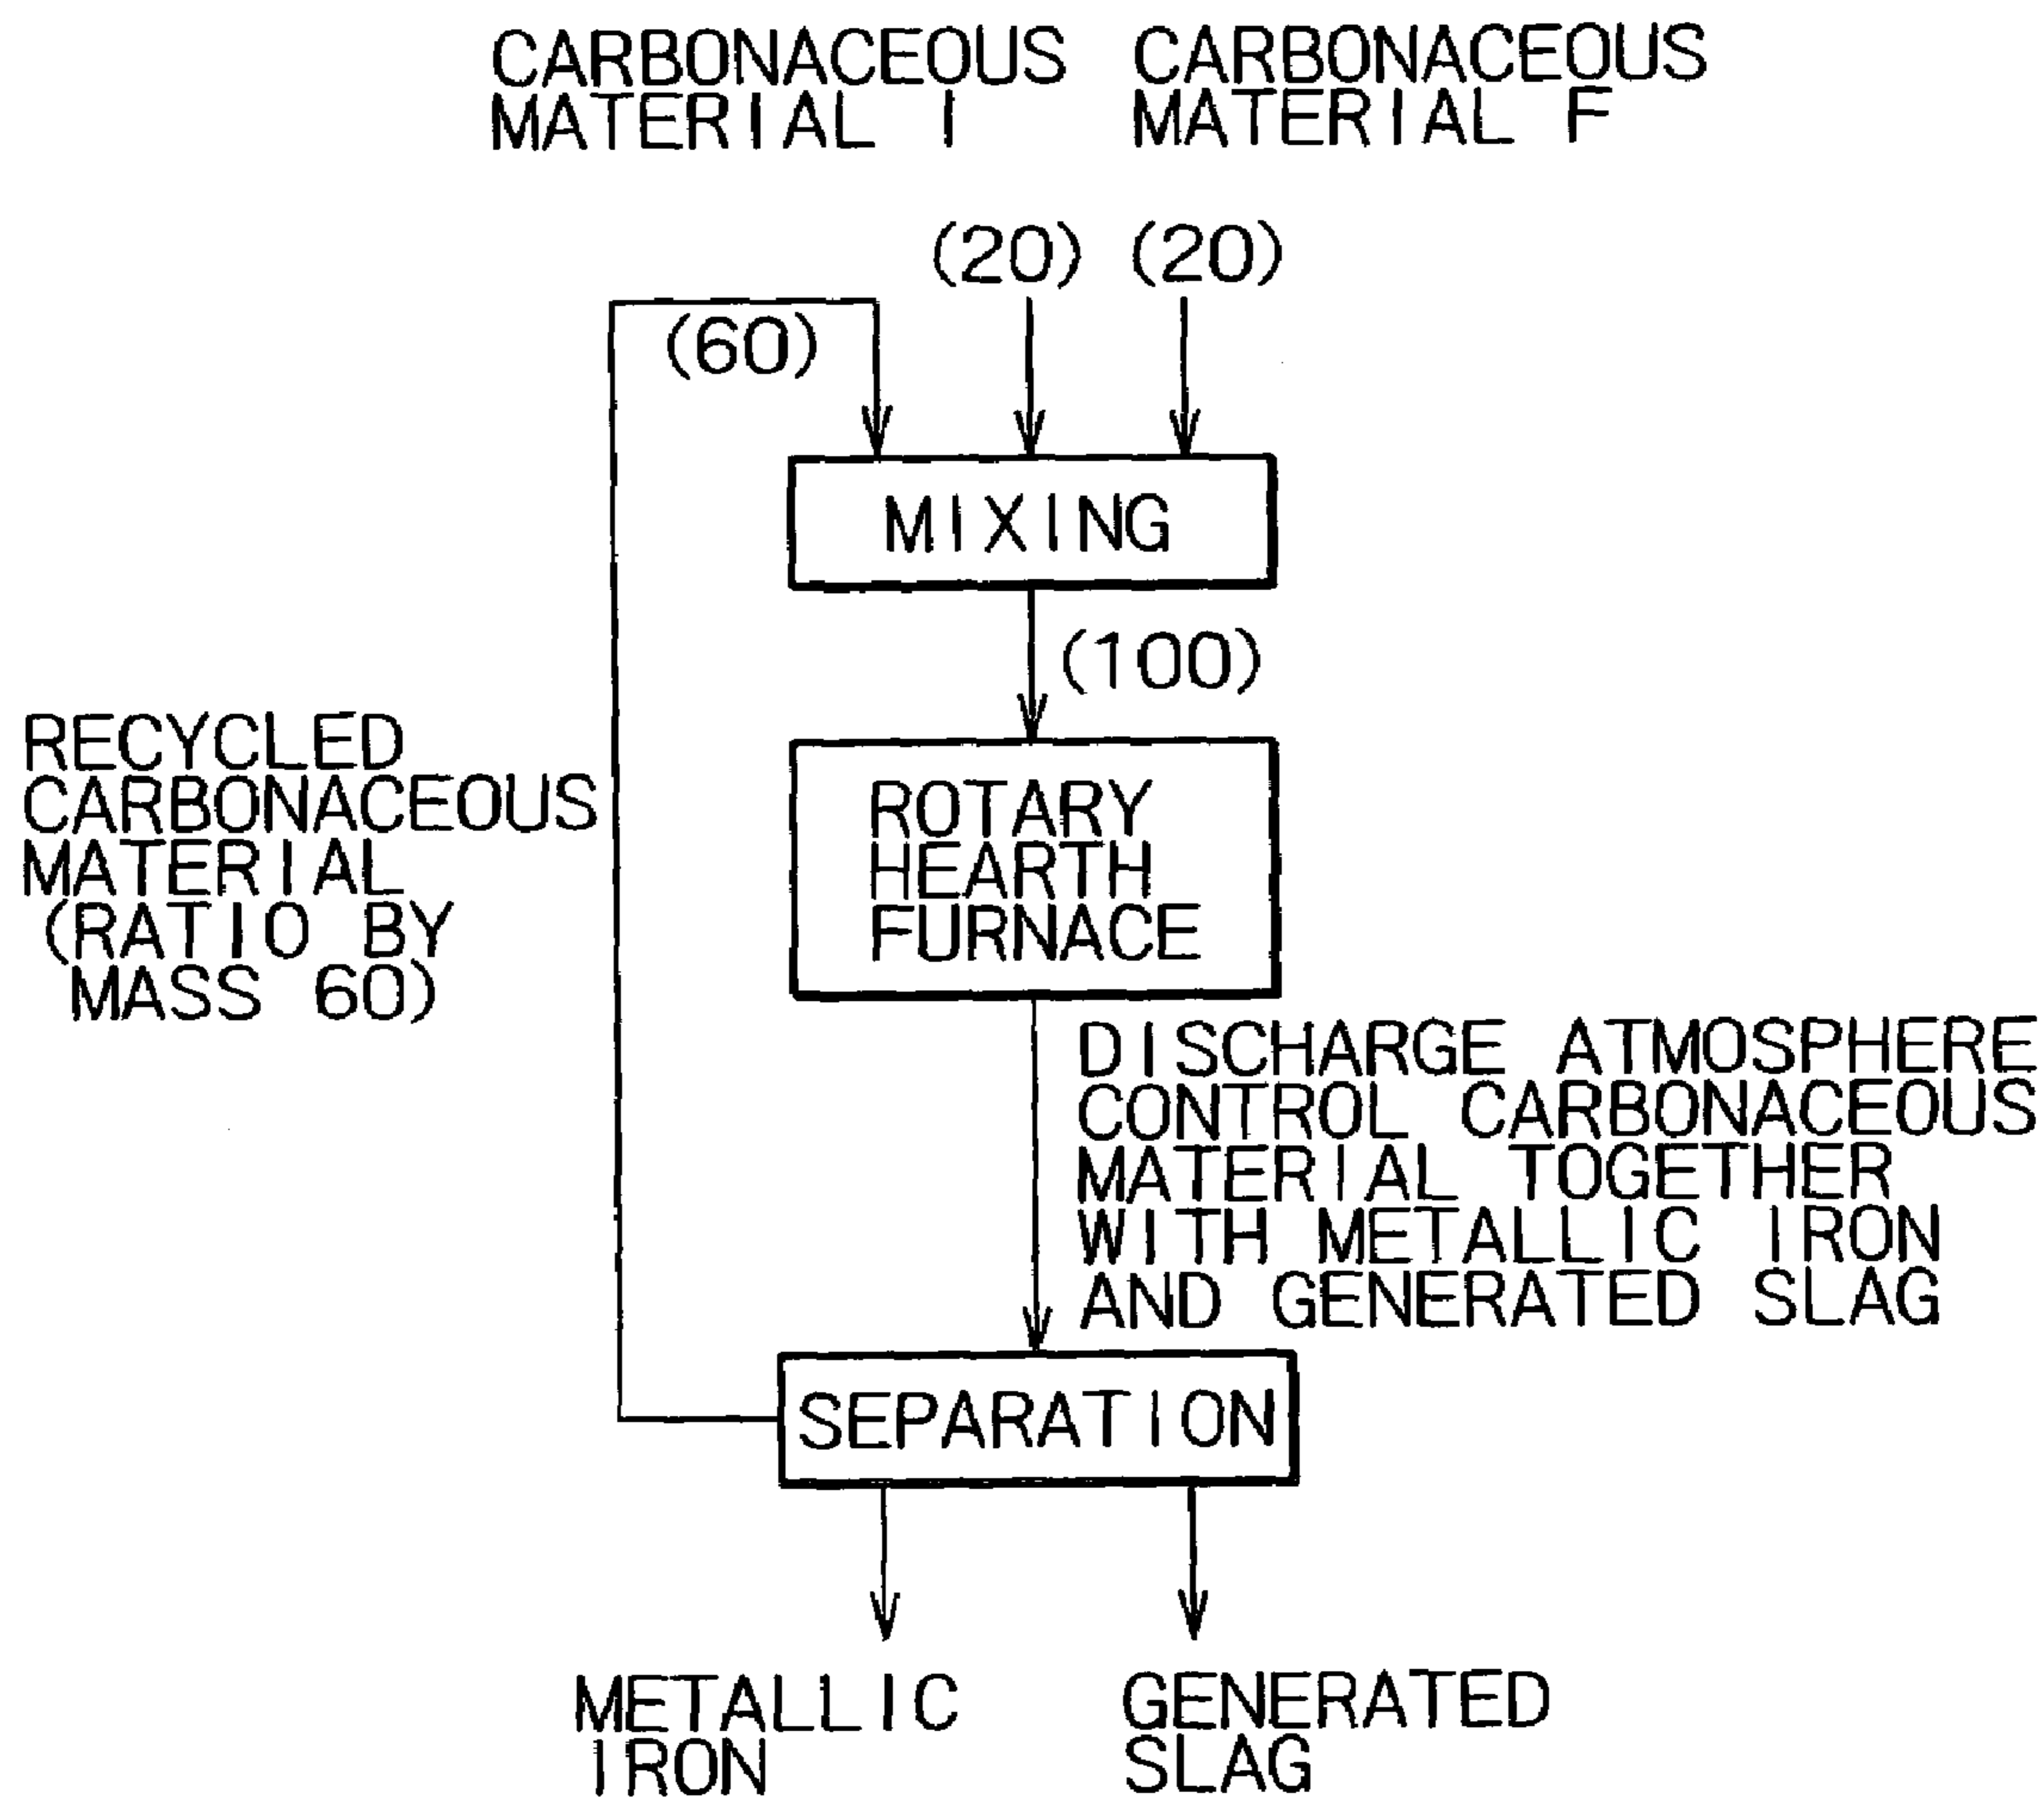 CARBONACEOUS
MATERIAL I
CARBONACEOUS
MATERIAL F
(20)
(20)
(60)
MIXING
(100)
RECYCLED
CARBONACEOUS
MATERIAL
(RATIO BY
MASS 60)
ROTARY
HEARTH
FURNACE
DISCHARGE ATMOSPHERE
CONTROL CARBONACEOUS
MATERIAL TOGETHER
WITH METALLIC IRON
AND GENERATED SLAG
SEPARATION
METALLIC
IRON
GENERATED
SLAG